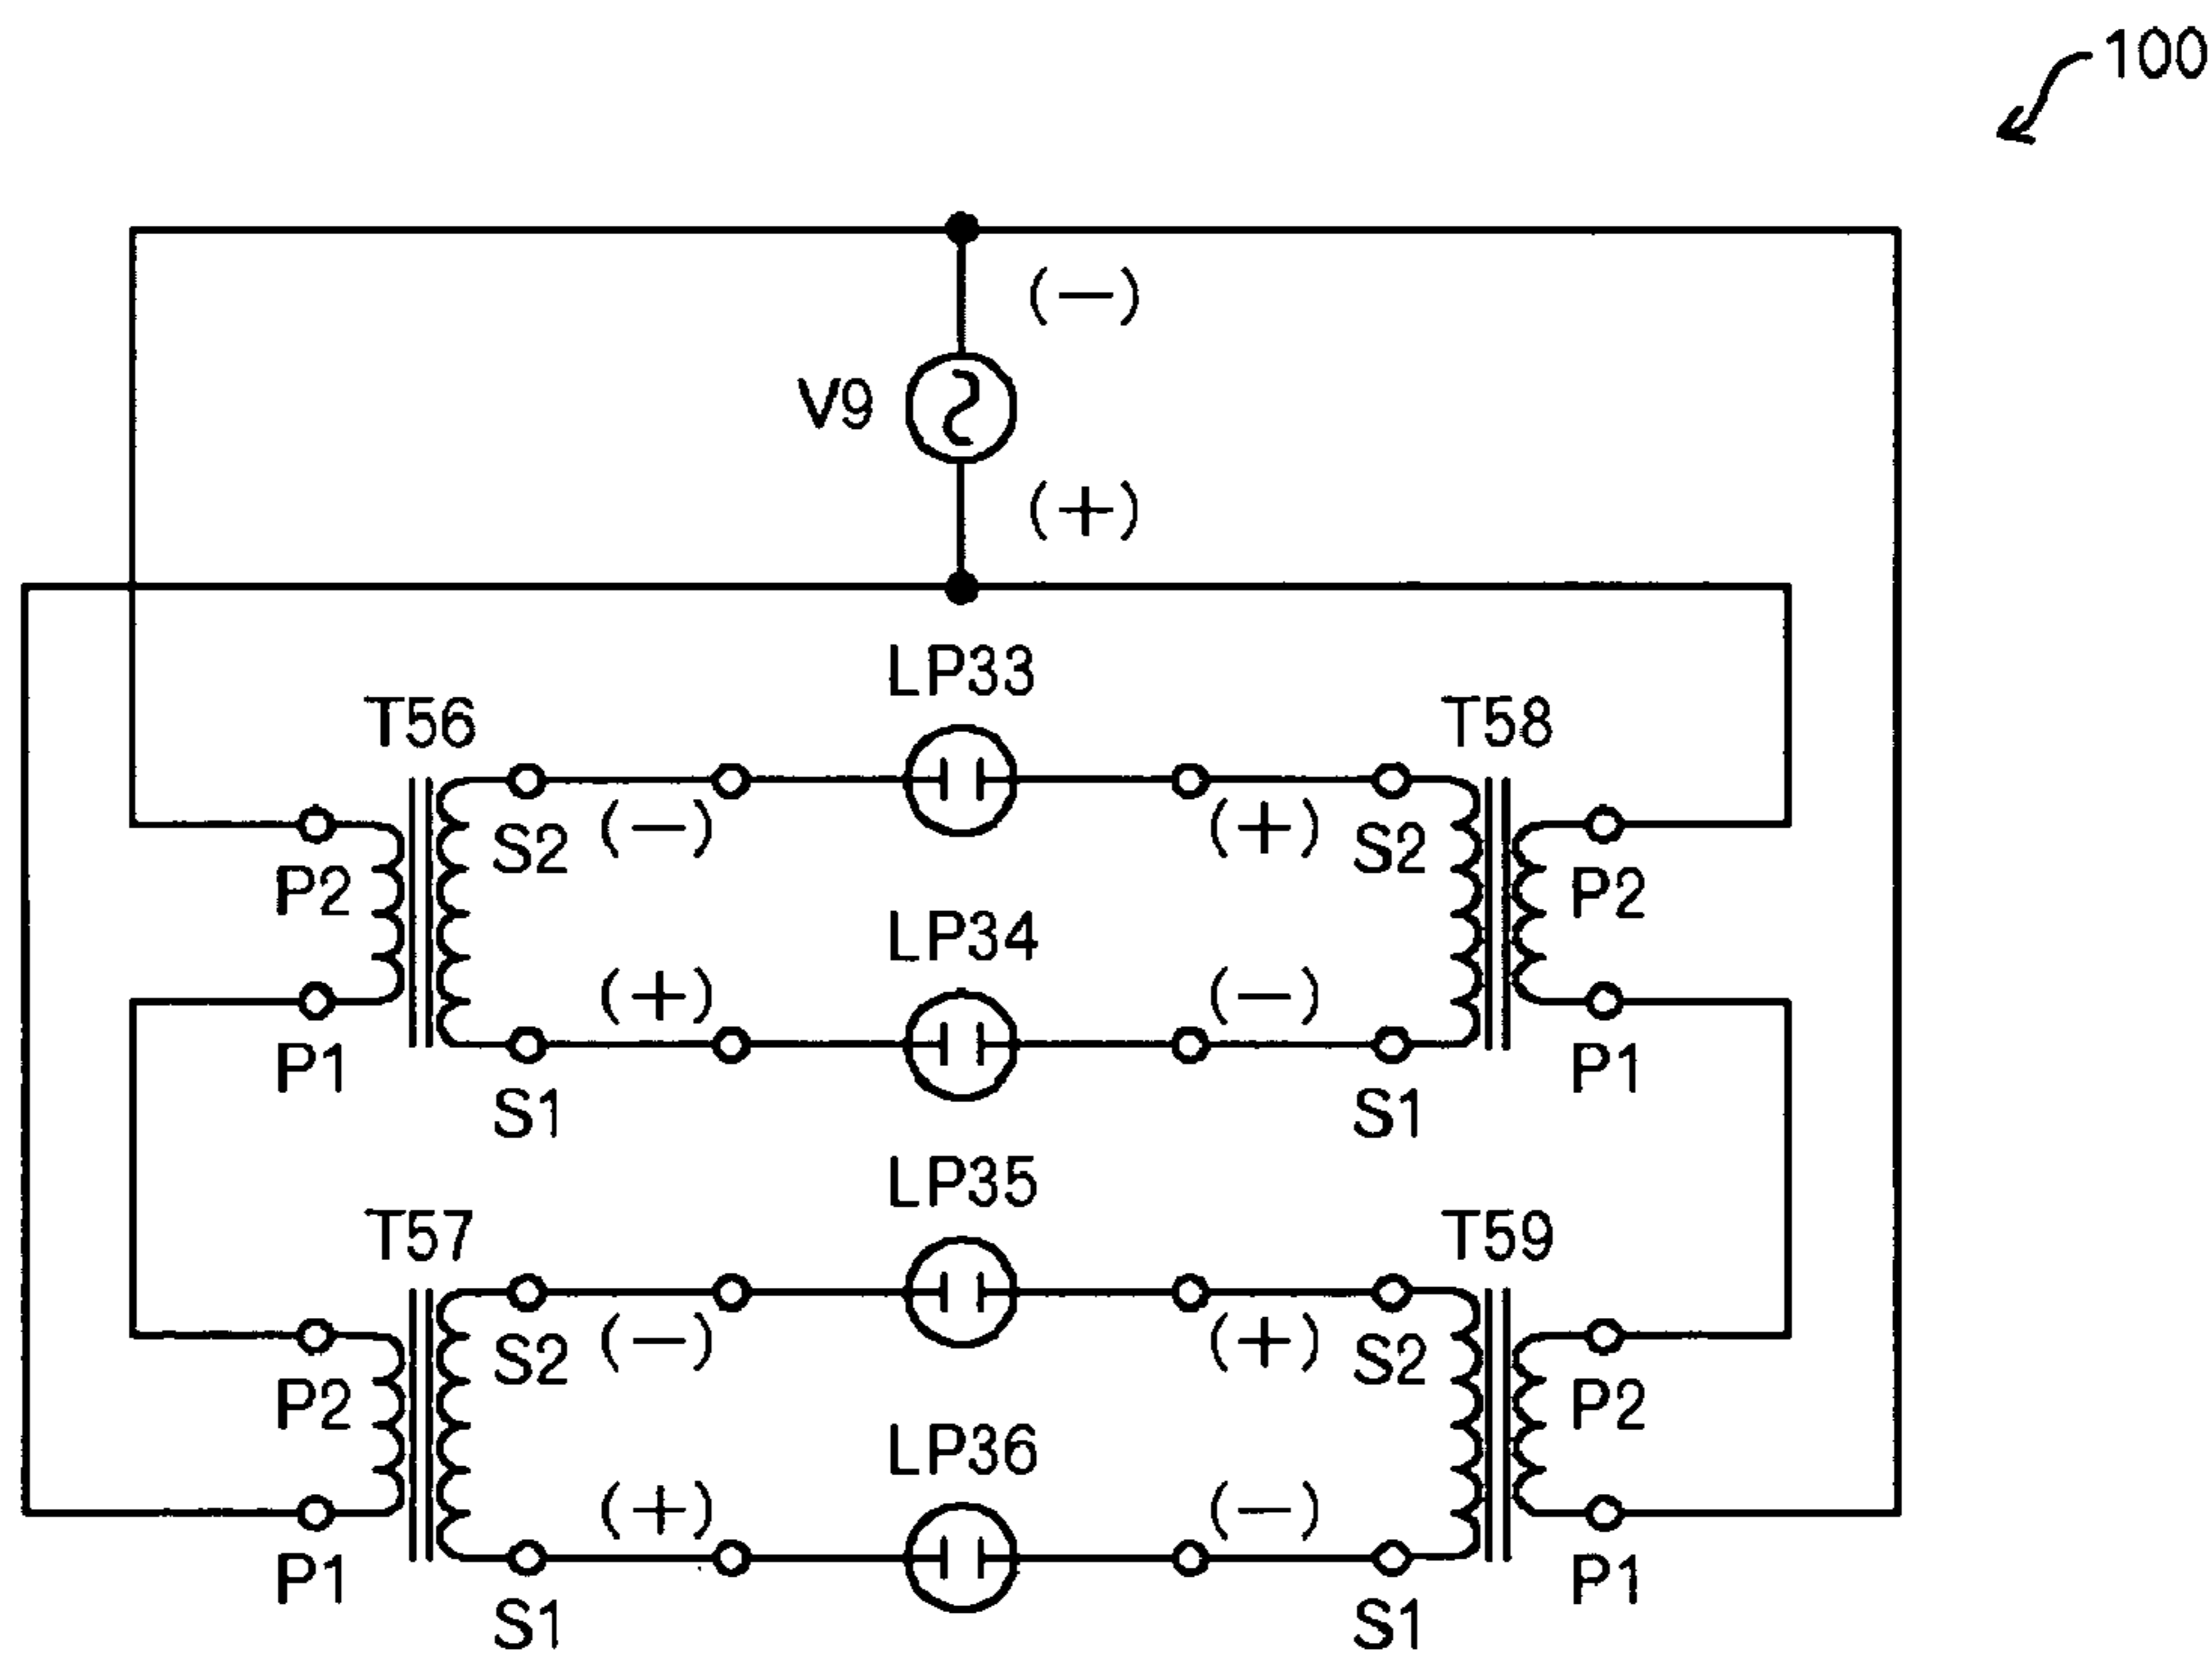 100
(−)
V9
(+)
LP33
T56
T58
S2 (−)
(+) S2
P2
P2
LP34
(+)
(−)
P1
P1
S1
S1
LP35
T57
T59
S2 (−)
(+) S2
P2
P2
LP36
(+)
(−)
P1
P1
S1
S1